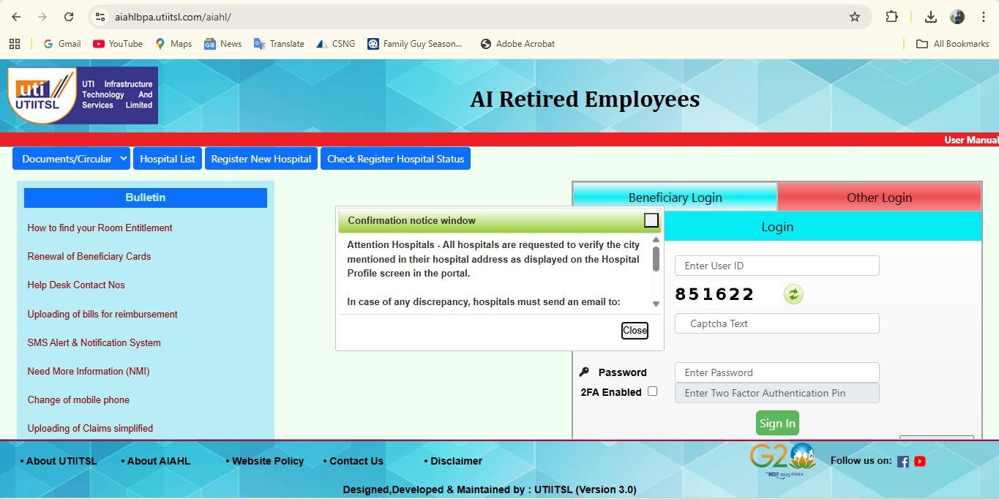 aiahlbpa.utiitsl.com/aiahl/
Gmail YouTube Maps News Translate CSNG Family Guy Season... Adobe Acrobat All Bookmarks
uti
UTIITSL
UTI Infrastructure
Technology And
Services Limited
AI Retired Employees
User Manual
Documents/Circular Hospital List Register New Hospital Check Register Hospital Status
Bulletin
How to find your Room Entitlement
Renewal of Beneficiary Cards
Help Desk Contact Nos
Uploading of bills for reimbursement
SMS Alert & Notification System
Need More Information (NMI)
Change of mobile phone
Uploading of Claims simplified
Confirmation notice window
Attention Hospitals - All hospitals are requested to verify the city
mentioned in their hospital address as displayed on the Hospital
Profile screen in the portal.
In case of any discrepancy, hospitals must send an email to:
Close
Beneficiary Login Other Login
Login
Enter User ID
851622
Captcha Text
Password Enter Password
2FA Enabled Enter Two Factor Authentication Pin
Sign In
• About UTIITSL • About AIAHL • Website Policy • Contact Us • Disclaimer
G20
2023 INDIA
Follow us on:
Designed,Developed & Maintained by : UTIITSL (Version 3.0)